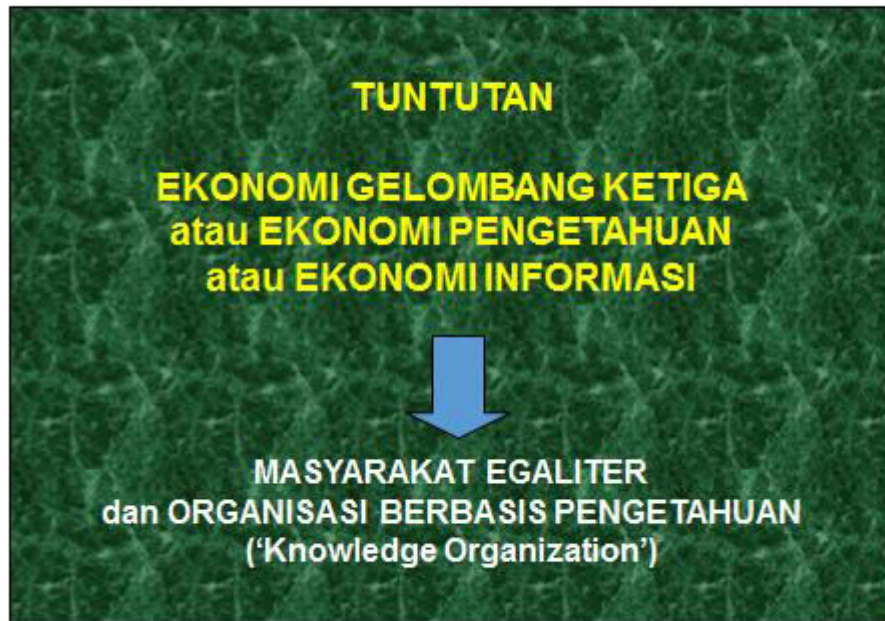 TUNTUTAN
EKONOMI GELOMBANG KETIGA
atau EKONOMI PENGETAHUAN
atau EKONOMI INFORMASI
MASYARAKAT EGALITER
dan ORGANISASI BERBASIS PENGETAHUAN
(‘Knowledge Organization’)